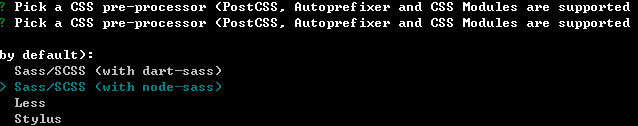 ? Pick a CSS pre-processor (PostCSS, Autoprefixer and CSS Modules are supported
? Pick a CSS pre-processor (PostCSS, Autoprefixer and CSS Modules are supported
by default):
Sass/SCSS (with dart-sass)
> Sass/SCSS (with node-sass)
Less
Stylus